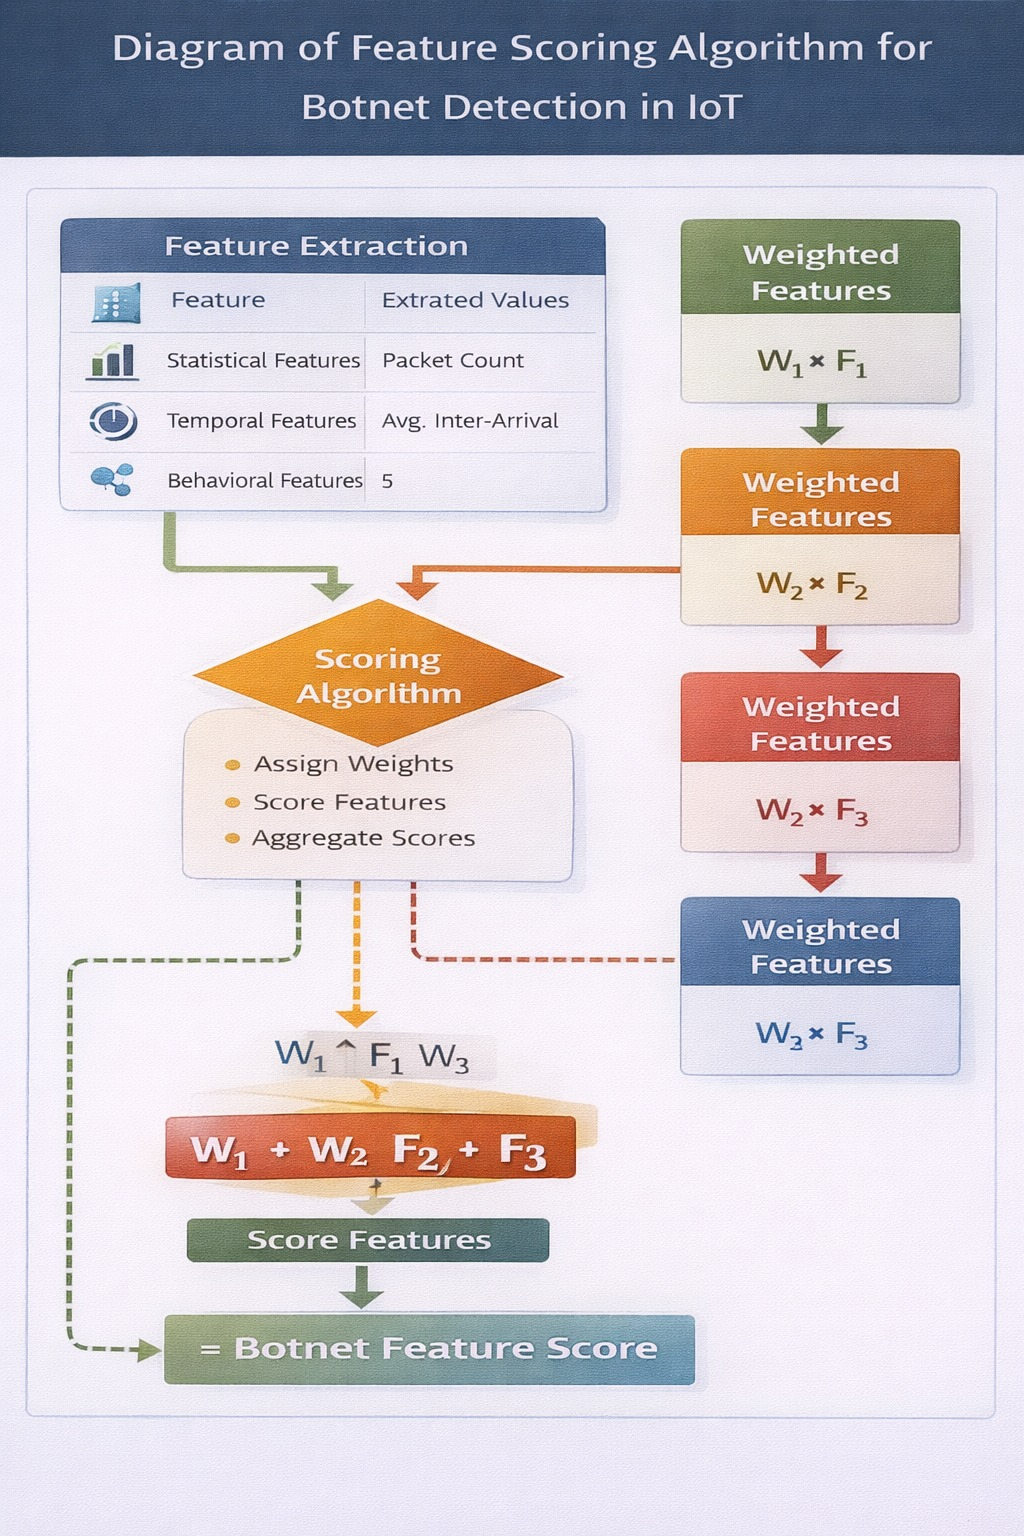 Diagram of Feature Scoring Algorithm for
Botnet Detection in IoT
Feature Extraction
Feature Extrated Values
Statistical Features Packet Count
Temporal Features Avg. Inter-Arrival
Behavioral Features 5
Weighted
Features
W₁ × F₁
Weighted
Features
W₂ × F₂
Weighted
Features
W₂ × F₃
Weighted
Features
W₃ × F₃
Scoring
Algorithm
• Assign Weights
• Score Features
• Aggregate Scores
W₁ ^ F₁ W₃
W₁ + W₂ F₂, + F₃
Score Features
= Botnet Feature Score